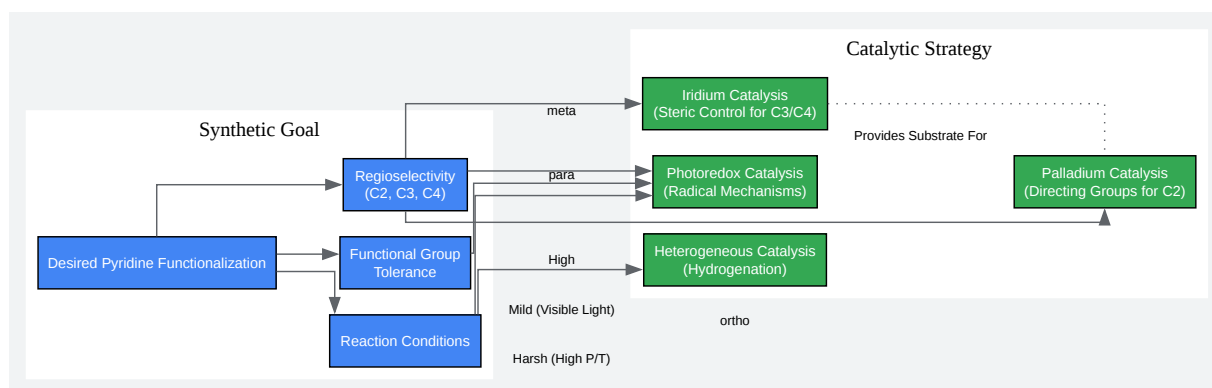 Catalytic Strategy
Iridium Catalysis
(Steric Control for C3/C4)
meta
Synthetic Goal
Provides Substrate For
Regioselectivity
(C2, C3, C4)
para
Photoredox Catalysis
(Radical Mechanisms)
Palladium Catalysis
(Directing Groups for C2)
Desired Pyridine Functionalization
Functional Group
Tolerance
High
Heterogeneous Catalysis
(Hydrogenation)
Mild (Visible Light)
ortho
Reaction Conditions
Harsh (High P/T)